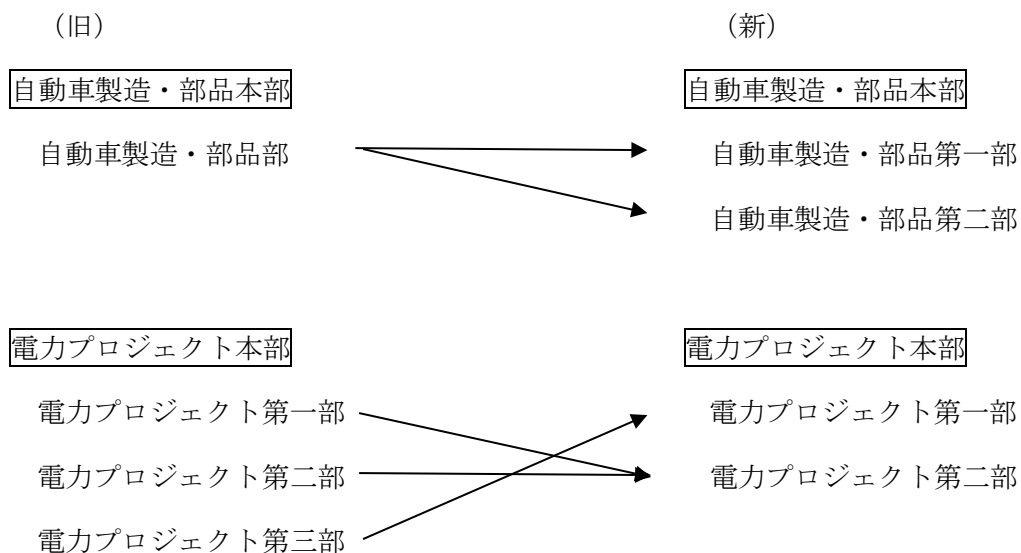 （旧）
（新）
自動車製造・部品本部
自動車製造・部品本部
自動車製造・部品部
自動車製造・部品第一部
自動車製造・部品第二部
電力プロジェクト本部
電力プロジェクト本部
電力プロジェクト第一部
電力プロジェクト第一部
電力プロジェクト第二部
電力プロジェクト第二部
電力プロジェクト第三部